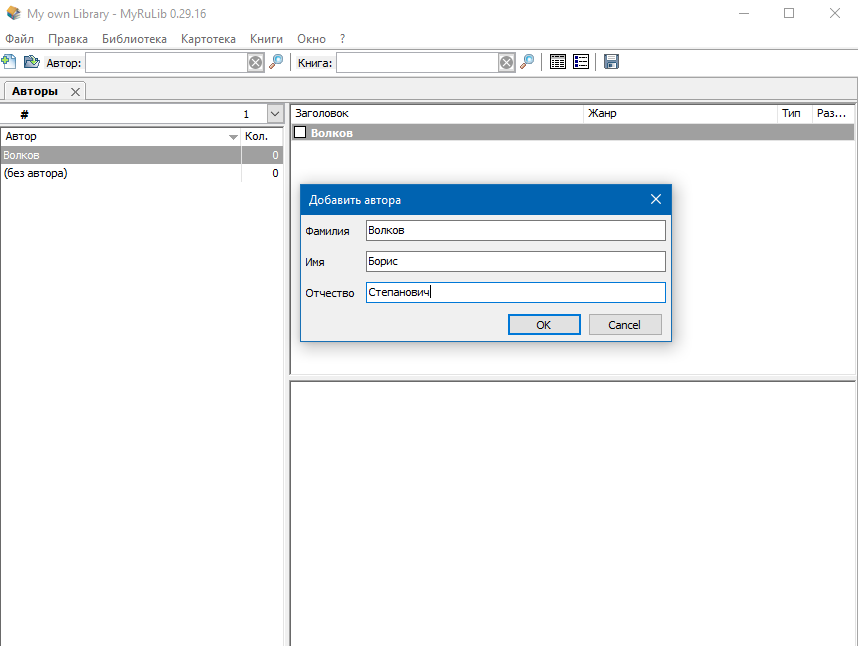 My own Library - MyRuLib 0.29.16
Файл Правка Библиотека Картотека Книги Окно ?
Автор: Книга:
Авторы
# 1
Автор Кол.
Волков 0
(без автора) 0
Заголовок Жанр Тип Раз...
Волков
Добавить автора
Фамилия Волков
Имя Борис
Отчество Степанович
OK Cancel